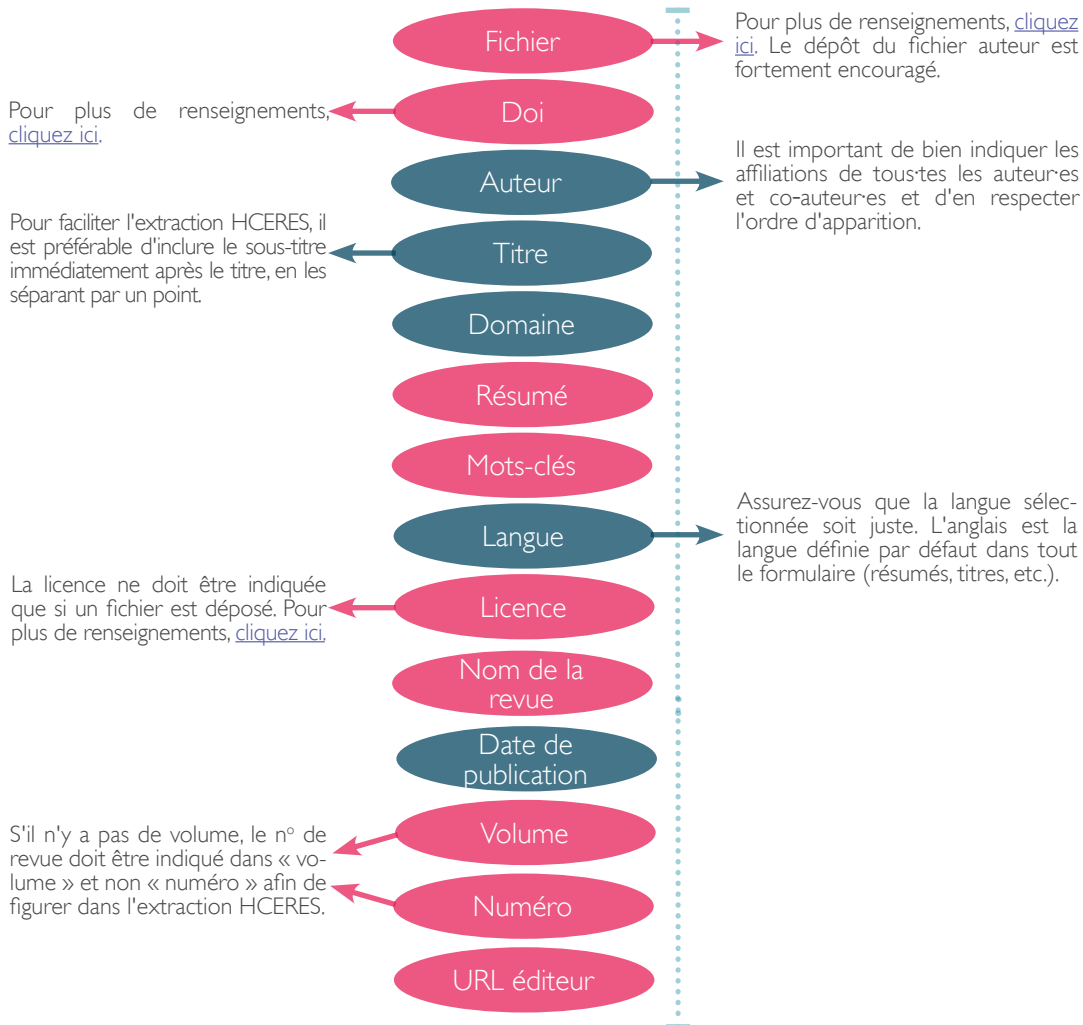 Fichier
Pour plus de renseignements, cliquez
ici. Le dépôt du fichier auteur est
fortement encouragé.
Doi
Pour plus de renseignements,
cliquez ici.
Auteur
Il est important de bien indiquer les
affiliations de tous·tes les auteur·es
et co-auteur·es et d'en respecter
l'ordre d'apparition.
Titre
Pour faciliter l'extraction HCERES, il
est préférable d'inclure le sous-titre
immédiatement après le titre, en les
séparant par un point.
Domaine
Résumé
Mots-clés
Langue
Assurez-vous que la langue sélec-
tionnée soit juste. L'anglais est la
langue définie par défaut dans tout
le formulaire (résumés, titres, etc.).
Licence
La licence ne doit être indiquée
que si un fichier est déposé. Pour
plus de renseignements, cliquez ici.
Nom de la
revue
Date de
publication
Volume
S'il n'y a pas de volume, le n° de
revue doit être indiqué dans « vo-
lume » et non « numéro » afin de
figurer dans l'extraction HCERES.
Numéro
URL éditeur